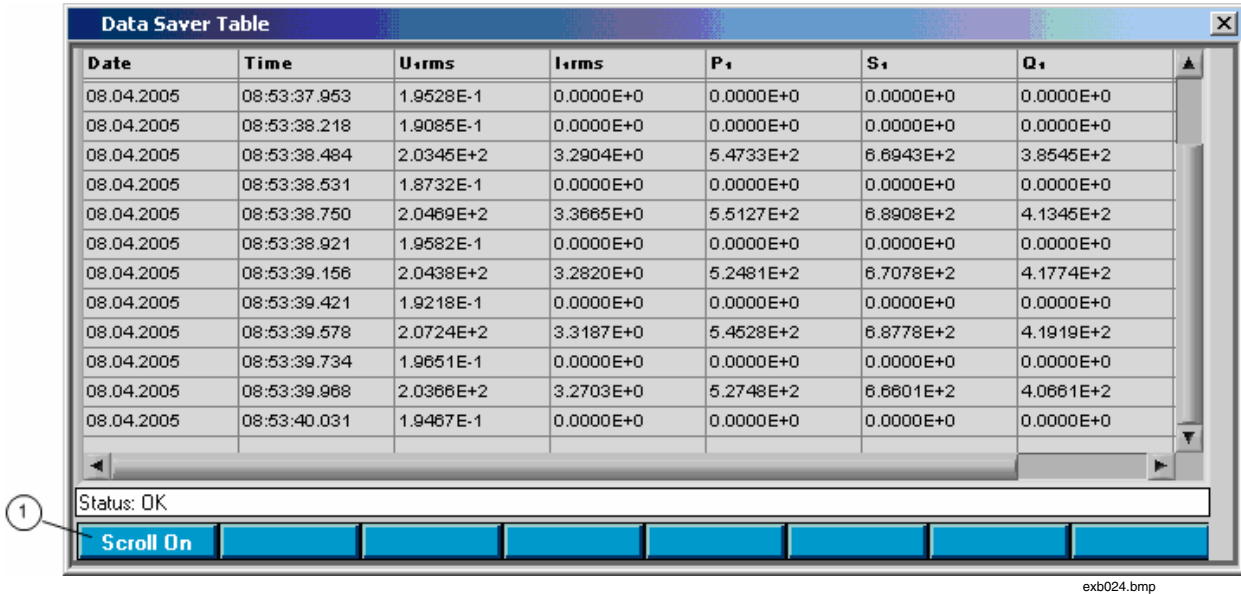 Data Saver Table
Date Time U₁rms I₁rms P₁ S₁ Q₁
08.04.2005 08:53:37.953 1.9528E-1 0.0000E+0 0.0000E+0 0.0000E+0 0.0000E+0
08.04.2005 08:53:38.218 1.9085E-1 0.0000E+0 0.0000E+0 0.0000E+0 0.0000E+0
08.04.2005 08:53:38.484 2.0345E+2 3.2904E+0 5.4733E+2 6.6943E+2 3.8545E+2
08.04.2005 08:53:38.531 1.8732E-1 0.0000E+0 0.0000E+0 0.0000E+0 0.0000E+0
08.04.2005 08:53:38.750 2.0469E+2 3.3665E+0 5.5127E+2 6.8908E+2 4.1345E+2
08.04.2005 08:53:38.921 1.9582E-1 0.0000E+0 0.0000E+0 0.0000E+0 0.0000E+0
08.04.2005 08:53:39.156 2.0438E+2 3.2820E+0 5.2481E+2 6.7078E+2 4.1774E+2
08.04.2005 08:53:39.421 1.9218E-1 0.0000E+0 0.0000E+0 0.0000E+0 0.0000E+0
08.04.2005 08:53:39.578 2.0724E+2 3.3187E+0 5.4528E+2 6.8778E+2 4.1919E+2
08.04.2005 08:53:39.734 1.9651E-1 0.0000E+0 0.0000E+0 0.0000E+0 0.0000E+0
08.04.2005 08:53:39.968 2.0366E+2 3.2703E+0 5.2748E+2 6.6601E+2 4.0661E+2
08.04.2005 08:53:40.031 1.9467E-1 0.0000E+0 0.0000E+0 0.0000E+0 0.0000E+0
Status: OK
1
Scroll On
exb024.bmp